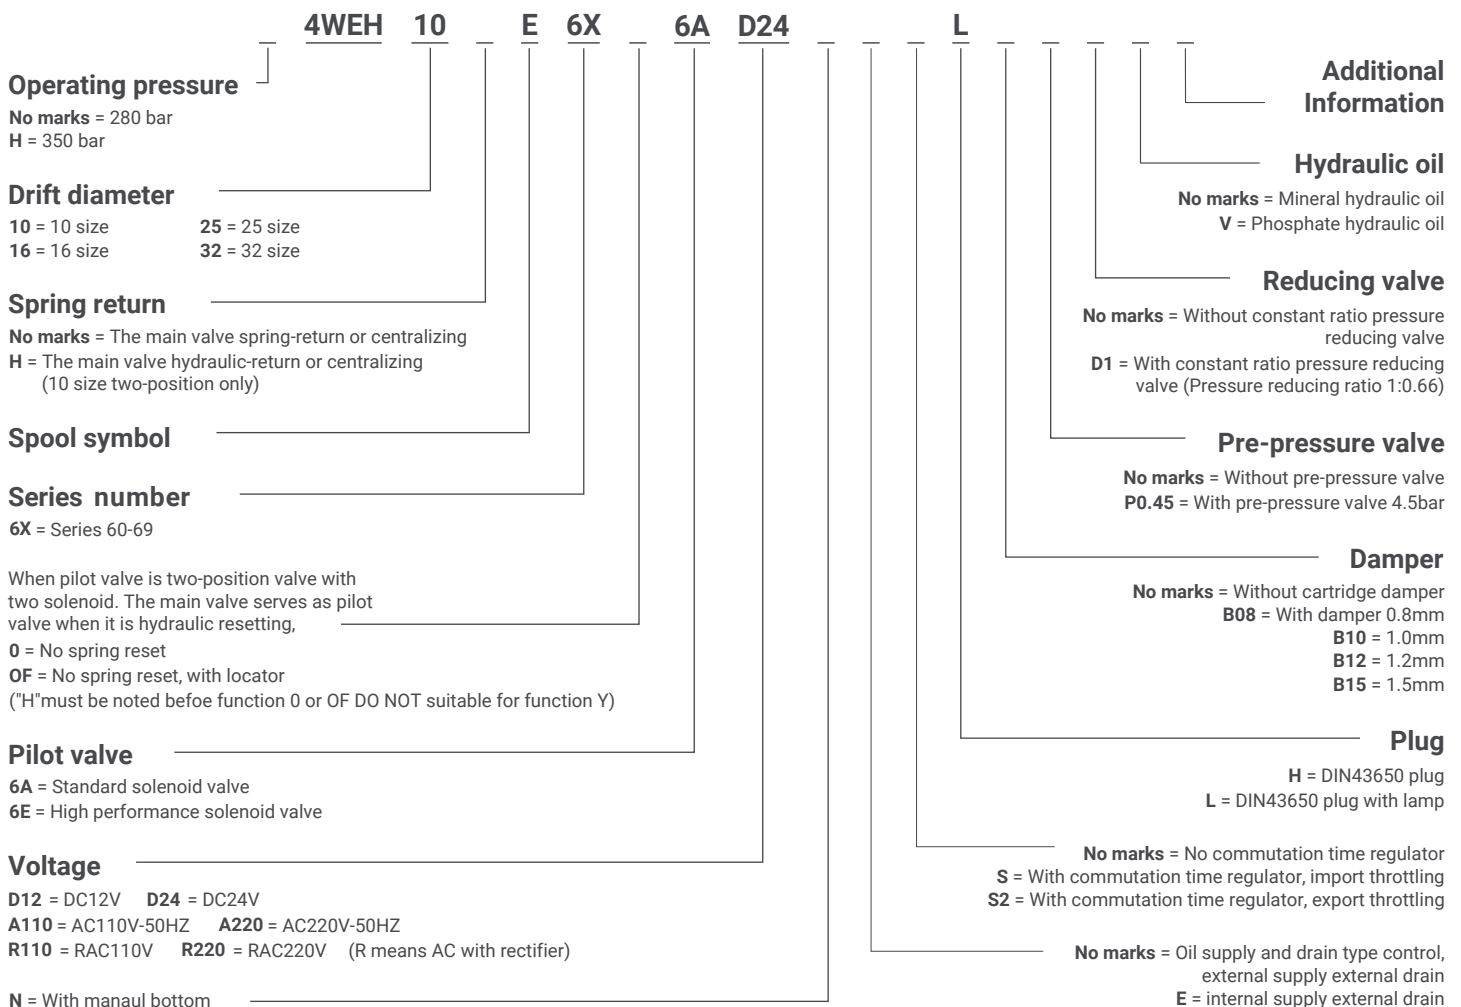 4WEH 10 _ E 6X _ 6A D24 _ _ _ L _ _ _ _ _
Operating pressure
No marks = 280 bar
H = 350 bar
Drift diameter
10 = 10 size 25 = 25 size
16 = 16 size 32 = 32 size
Spring return
No marks = The main valve spring-return or centralizing
H = The main valve hydraulic-return or centralizing
(10 size two-position only)
Spool symbol
Series number
6X = Series 60-69
When pilot valve is two-position valve with
two solenoid. The main valve serves as pilot
valve when it is hydraulic resetting,
0 = No spring reset
OF = No spring reset, with locator
("H"must be noted befoe function 0 or OF DO NOT suitable for function Y)
Pilot valve
6A = Standard solenoid valve
6E = High performance solenoid valve
Voltage
D12 = DC12V D24 = DC24V
A110 = AC110V-50HZ A220 = AC220V-50HZ
R110 = RAC110V R220 = RAC220V (R means AC with rectifier)
N = With manaul bottom
Additional
Information
Hydraulic oil
No marks = Mineral hydraulic oil
V = Phosphate hydraulic oil
Reducing valve
No marks = Without constant ratio pressure
reducing valve
D1 = With constant ratio pressure reducing
valve (Pressure reducing ratio 1:0.66)
Pre-pressure valve
No marks = Without pre-pressure valve
P0.45 = With pre-pressure valve 4.5bar
Damper
No marks = Without cartridge damper
B08 = With damper 0.8mm
B10 = 1.0mm
B12 = 1.2mm
B15 = 1.5mm
Plug
H = DIN43650 plug
L = DIN43650 plug with lamp
No marks = No commutation time regulator
S = With commutation time regulator, import throttling
S2 = With commutation time regulator, export throttling
No marks = Oil supply and drain type control,
external supply external drain
E = internal supply external drain